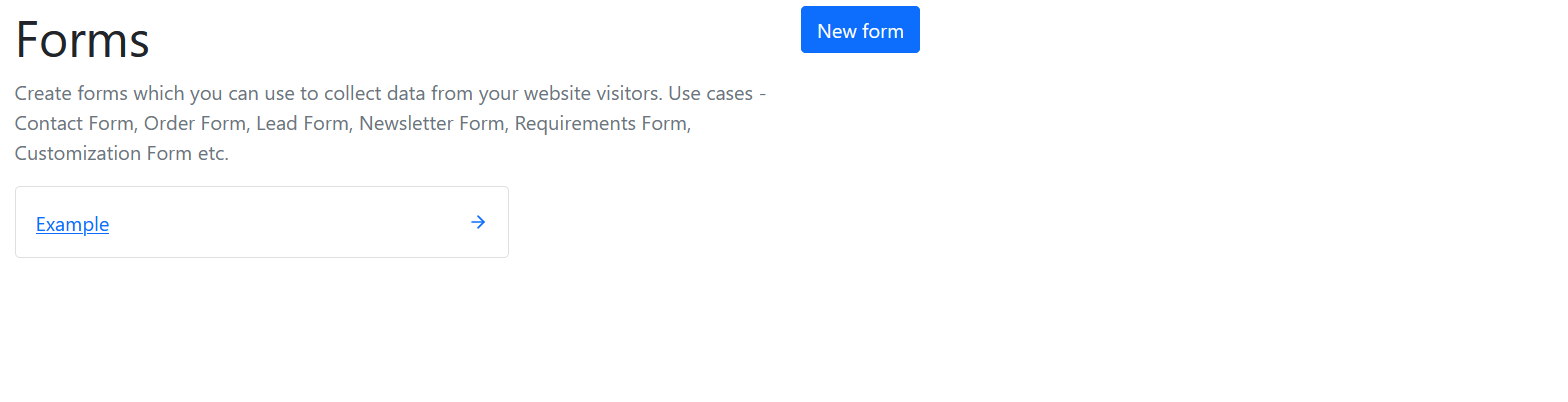 Forms
New form
Create forms which you can use to collect data from your website visitors. Use cases -
Contact Form, Order Form, Lead Form, Newsletter Form, Requirements Form,
Customization Form etc.
Example